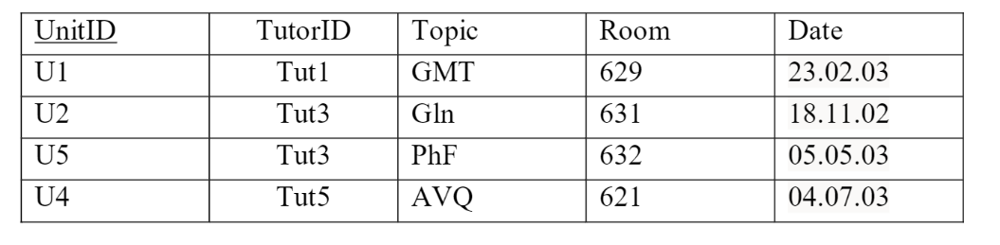 UnitID TutorID Topic Room Date
U1 Tut1 GMT 629 23.02.03
U2 Tut3 Gln 631 18.11.02
U5 Tut3 PhF 632 05.05.03
U4 Tut5 AVQ 621 04.07.03